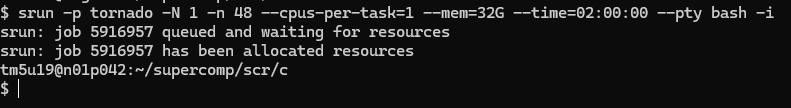 $ srun -p tornado -N 1 -n 48 --cpus-per-task=1 --mem=32G --time=02:00:00 --pty bash -i
srun: job 5916957 queued and waiting for resources
srun: job 5916957 has been allocated resources
tm5u19@n01p042:~/supercomp/scr/c
$